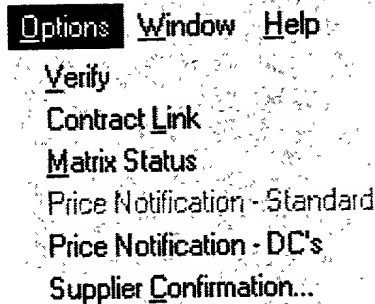 Options Window Help
Verify
Contract Link
Matrix Status
Price Notification - Standard
Price Notification - DC's
Supplier Confirmation...